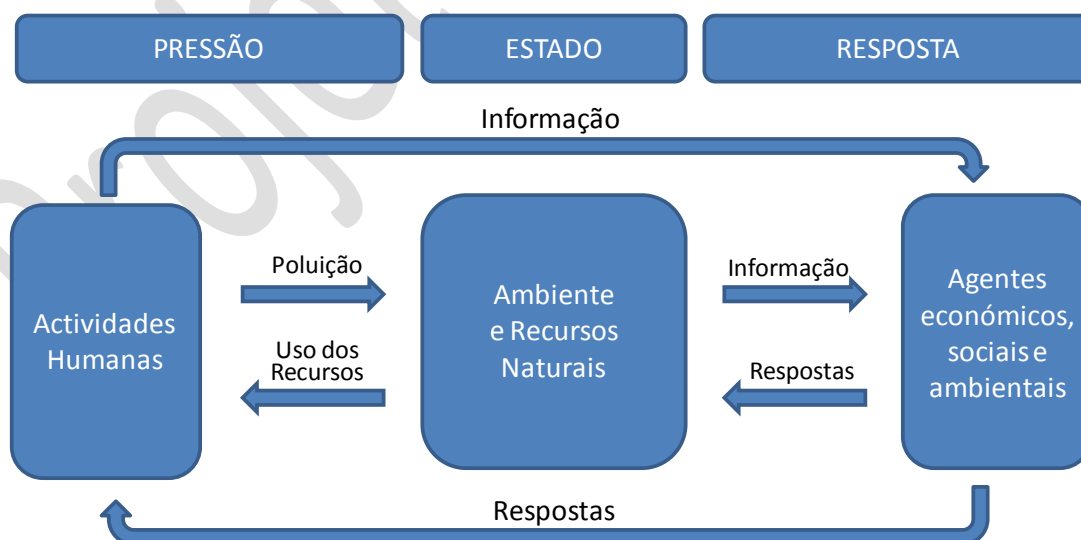 PRESSÃO
ESTADO
RESPOSTA
Informação
Actividades
Humanas
Poluição
Uso dos
Recursos
Ambiente
e Recursos
Naturais
Informação
Respostas
Agentes
económicos,
sociais e
ambientais
Respostas